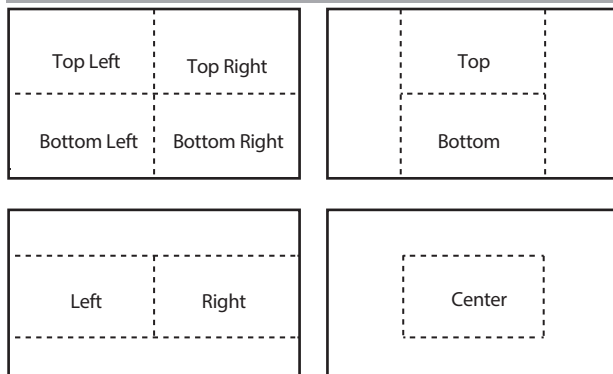 Top Left
Top Right
Bottom Left
Bottom Right
Top
Bottom
Left
Right
Center